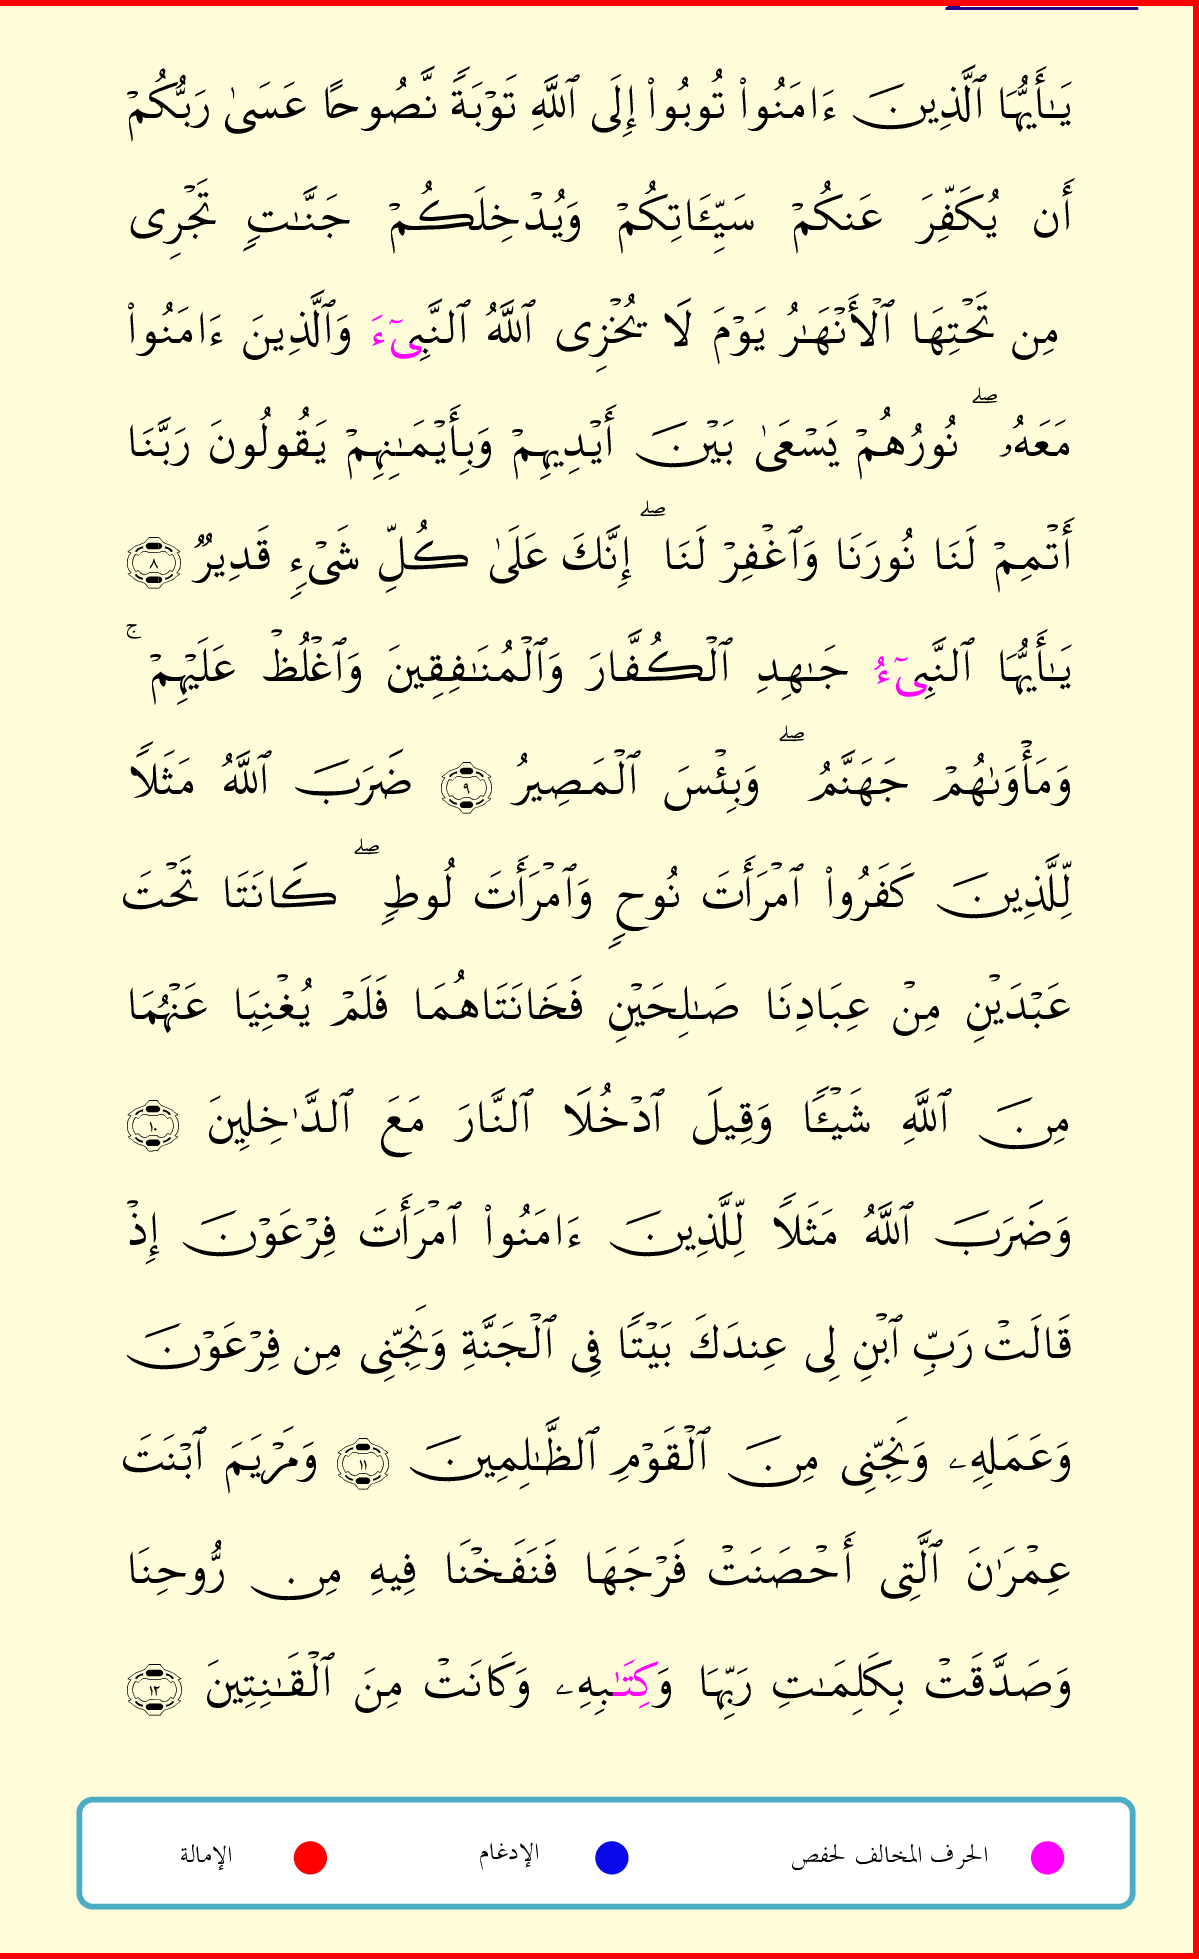 يَـٰٓأَيُّهَا ٱلَّذِينَ ءَامَنُوا۟ تُوبُوٓا۟ إِلَى ٱللَّهِ تَوْبَةً نَّصُوحًا عَسَىٰ رَبُّكُمْ
أَن يُكَفِّرَ عَنكُمْ سَيِّـَٔاتِكُمْ وَيُدْخِلَكُمْ جَنَّـٰتٍ تَجْرِى
مِن تَحْتِهَا ٱلْأَنْهَـٰرُ يَوْمَ لَا يُخْزِى ٱللَّهُ ٱلنَّبِىٓءَ وَٱلَّذِينَ ءَامَنُوا۟
مَعَهُۥ ۖ نُورُهُمْ يَسْعَىٰ بَيْنَ أَيْدِيهِمْ وَبِأَيْمَـٰنِهِمْ يَقُولُونَ رَبَّنَا
أَتْمِمْ لَنَا نُورَنَا وَٱغْفِرْ لَنَا ۖ إِنَّكَ عَلَىٰ كُلِّ شَىْءٍ قَدِيرٌ ٨
يَـٰٓأَيُّهَا ٱلنَّبِىٓءُ جَـٰهِدِ ٱلْكُفَّارَ وَٱلْمُنَـٰفِقِينَ وَٱغْلُظْ عَلَيْهِمْ ۚ
وَمَأْوَىٰهُمْ جَهَنَّمُ ۖ وَبِئْسَ ٱلْمَصِيرُ ٩ ضَرَبَ ٱللَّهُ مَثَلًا
لِّلَّذِينَ كَفَرُوا۟ ٱمْرَأَتَ نُوحٍ وَٱمْرَأَتَ لُوطٍ ۖ كَانَتَا تَحْتَ
عَبْدَيْنِ مِنْ عِبَادِنَا صَـٰلِحَيْنِ فَخَانَتَاهُمَا فَلَمْ يُغْنِيَا عَنْهُمَا
مِنَ ٱللَّهِ شَيْـًٔا وَقِيلَ ٱدْخُلَا ٱلنَّارَ مَعَ ٱلدَّٰخِلِينَ ١٠
وَضَرَبَ ٱللَّهُ مَثَلًا لِّلَّذِينَ ءَامَنُوا۟ ٱمْرَأَتَ فِرْعَوْنَ إِذْ
قَالَتْ رَبِّ ٱبْنِ لِى عِندَكَ بَيْتًا فِى ٱلْجَنَّةِ وَنَجِّنِى مِن فِرْعَوْنَ
وَعَمَلِهِۦ وَنَجِّنِى مِنَ ٱلْقَوْمِ ٱلظَّـٰلِمِينَ ١١ وَمَرْيَمَ ٱبْنَتَ
عِمْرَٰنَ ٱلَّتِىٓ أَحْصَنَتْ فَرْجَهَا فَنَفَخْنَا فِيهِ مِن رُّوحِنَا
وَصَدَّقَتْ بِكَلِمَـٰتِ رَبِّهَا وَكِتَـٰبِهِۦ وَكَانَتْ مِنَ ٱلْقَـٰنِتِينَ ١٢
الحرف المخالف لحفص الإدغام الإمالة